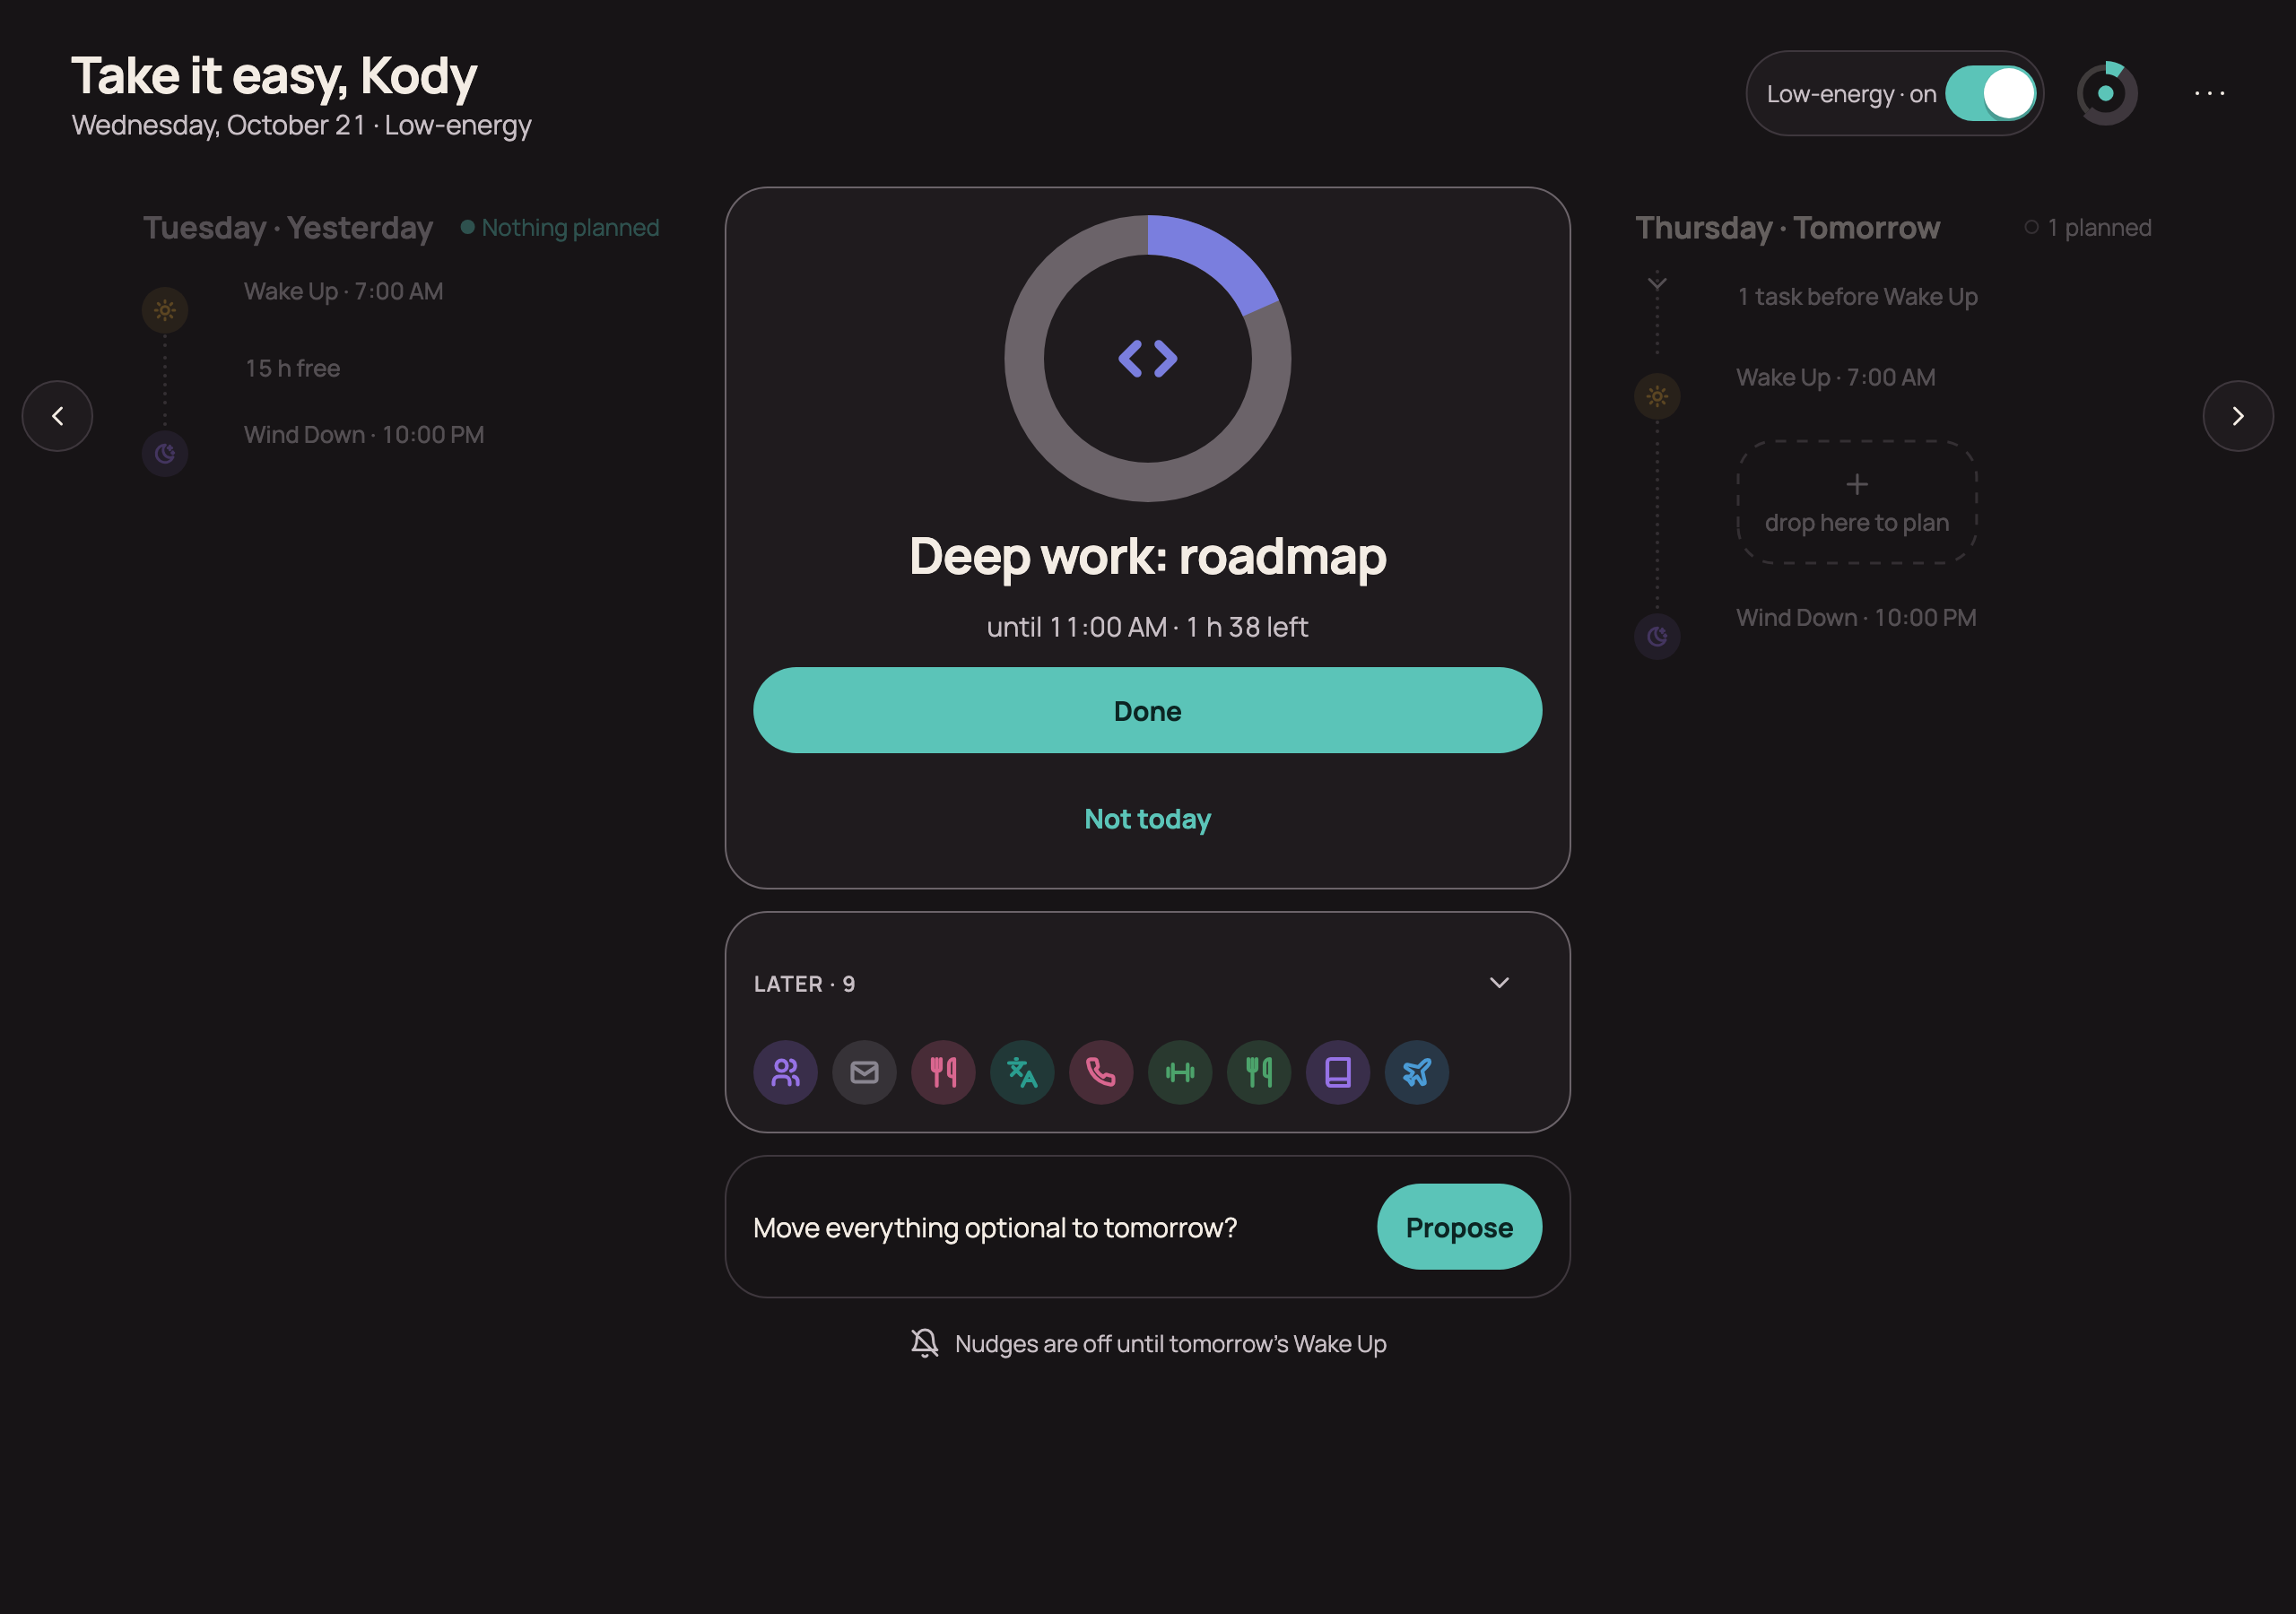 Take it easy, Kody
Wednesday, October 21 · Low-energy
Low-energy · on
Tuesday · Yesterday
Nothing planned
Wake Up · 7:00 AM
15 h free
Wind Down · 10:00 PM
Deep work: roadmap
until 11:00 AM · 1 h 38 left
Done
Not today
LATER · 9
Move everything optional to tomorrow?
Propose
Nudges are off until tomorrow's Wake Up
Thursday · Tomorrow
1 planned
1 task before Wake Up
Wake Up · 7:00 AM
drop here to plan
Wind Down · 10:00 PM